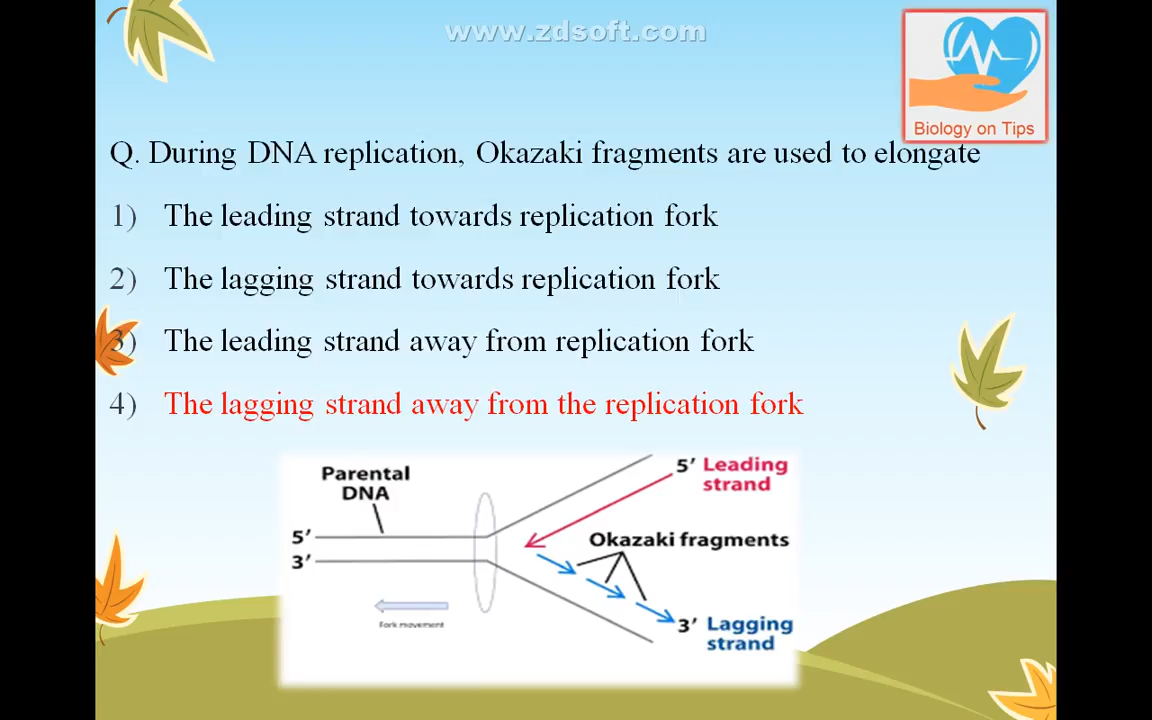 www.zdsoft.com
Biology on Tips
Q. During DNA replication, Okazaki fragments are used to elongate
1) The leading strand towards replication fork
2) The lagging strand towards replication fork
3) The leading strand away from replication fork
4) The lagging strand away from the replication fork
Parental
DNA
5′ Leading
strand
5′
3′
Okazaki fragments
Fork movement
3′ Lagging
strand